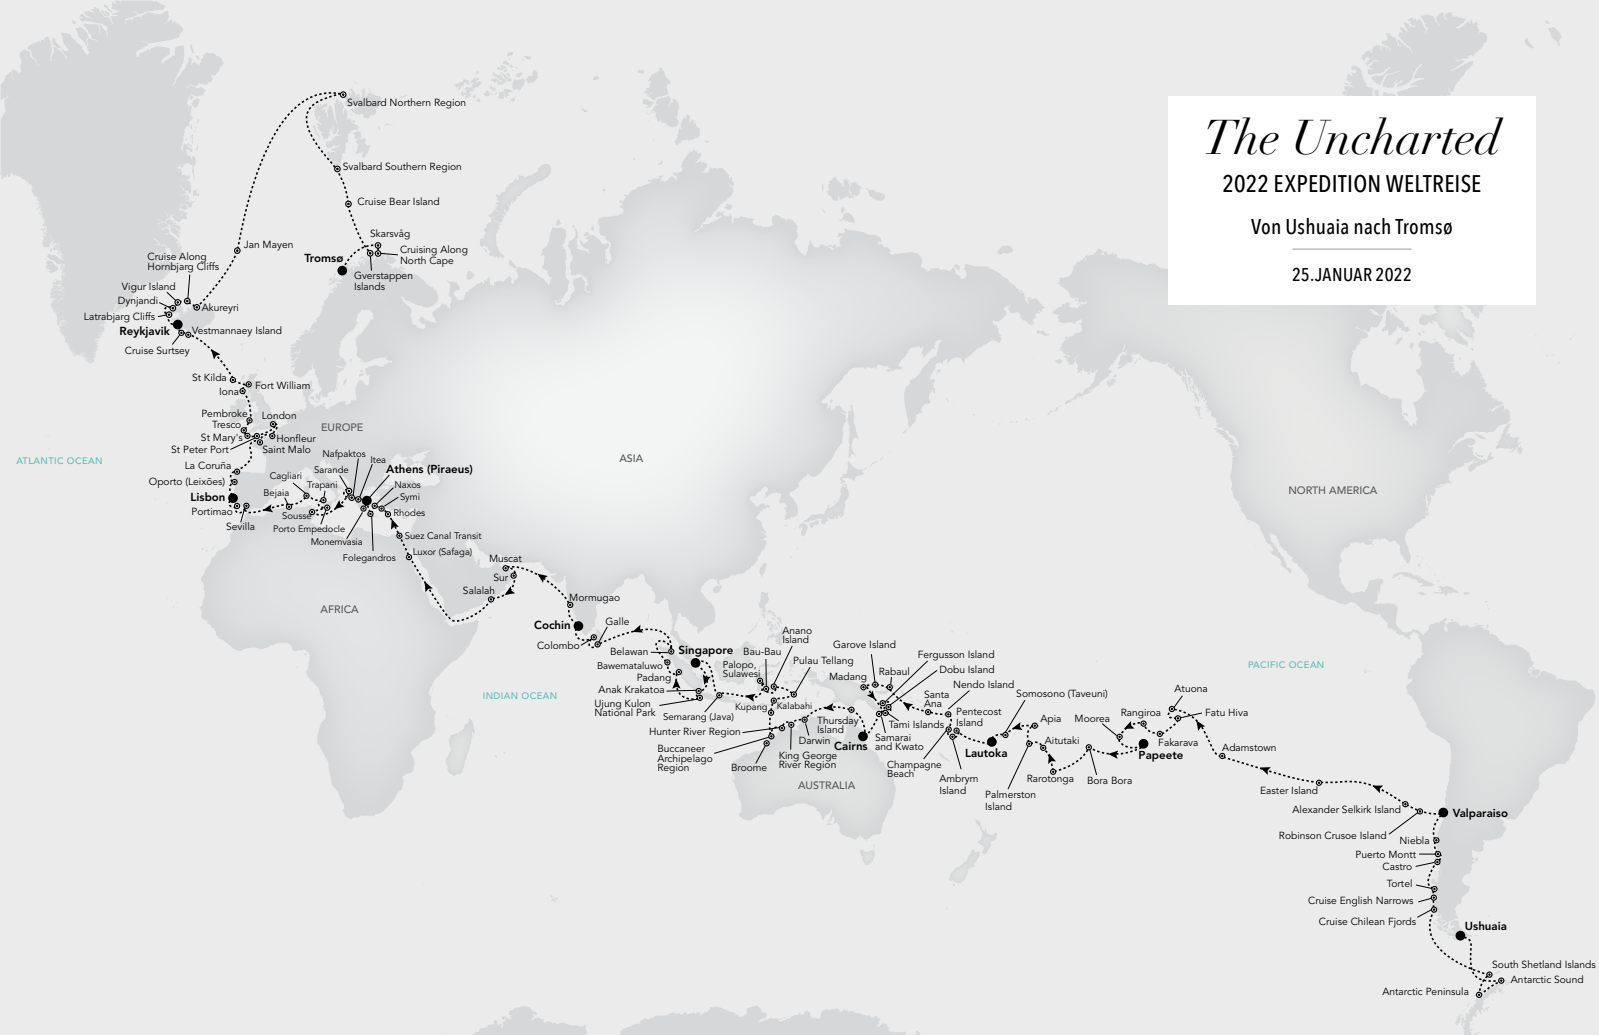 The Uncharted
2022 EXPEDITION WELTREISE
Von Ushuaia nach Tromsø
25.JANUAR 2022
Svalbard Northern Region
Svalbard Southern Region
Cruise Bear Island
Skarsvåg
Cruising Along
North Cape
Tromsø
Gverstappen
Islands
Jan Mayen
Cruise Along
Hornbjarg Cliffs
Vigur Island
Dynjandi
Latrabjarg Cliffs
Akureyri
Reykjavik
Vestmannaey Island
Cruise Surtsey
St Kilda
Fort William
Iona
Pembroke
London
Tresco
St Mary's
Honfleur
St Peter Port
Saint Malo
EUROPE
ATLANTIC OCEAN
La Coruña
Oporto (Leixões)
Lisbon
Portimao
Sevilla
Bejaia
Cagliari
Trapani
Sarande
Nafpaktos
Itea
Athens (Piraeus)
Naxos
Symi
Rhodes
Sousse
Porto Empedocle
Monemvasia
Folegandros
Suez Canal Transit
Luxor (Safaga)
ASIA
AFRICA
Muscat
Sur
Salalah
Mormugao
Cochin
Galle
Colombo
INDIAN OCEAN
Belawan
Singapore
Bawemataluwo
Padang
Anak Krakatoa
Ujung Kulon
National Park
Semarang (Java)
Palopo,
Sulawesi
Bau-Bau
Anano
Island
Pulau Tellang
Kupang
Kalabahi
Hunter River Region
Buccaneer
Archipelago
Region
Broome
King George
River Region
Darwin
Thursday
Island
Cairns
AUSTRALIA
Garove Island
Madang
Rabaul
Fergusson Island
Dobu Island
Tami Islands
Samarai
and Kwato
Nendo Island
Santa
Ana
Pentecost
Island
Champagne
Beach
Ambrym
Island
Somosono (Taveuni)
Lautoka
Apia
Aitutaki
Palmerston
Island
Rarotonga
Bora Bora
Moorea
Papeete
Rangiroa
Fakarava
Atuona
Fatu Hiva
Adamstown
PACIFIC OCEAN
NORTH AMERICA
Easter Island
Alexander Selkirk Island
Robinson Crusoe Island
Valparaiso
Niebla
Puerto Montt
Castro
Tortel
Cruise English Narrows
Cruise Chilean Fjords
Ushuaia
South Shetland Islands
Antarctic Sound
Antarctic Peninsula